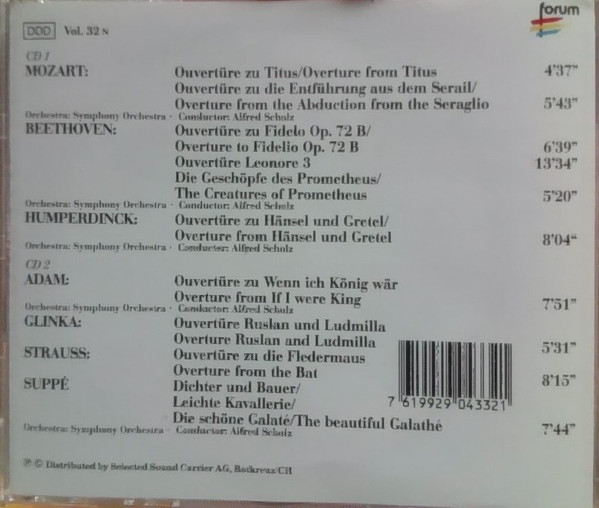 forum
DDD Vol. 32 N
CD 1
MOZART: Ouvertüre zu Titus/Overture from Titus 4'37"
Ouvertüre zu die Entführung aus dem Serail/
Overture from the Abduction from the Seraglio 5'43"
Orchestra: Symphony Orchestra · Conductor: Alfred Scholz
BEETHOVEN: Ouvertüre zu Fidelo Op. 72 B/
Overture to Fidelio Op. 72 B 6'39"
Ouvertüre Leonore 3 13'34"
Die Geschöpfe des Prometheus/
The Creatures of Prometheus 5'20"
Orchestra: Symphony Orchestra · Conductor: Alfred Scholz
HUMPERDINCK: Ouvertüre zu Hänsel und Gretel/
Overture from Hänsel und Gretel 8'04"
Orchestra: Symphony Orchestra · Conductor: Alfred Scholz
CD 2
ADAM: Ouvertüre zu Wenn ich König wär
Overture from If I were King 7'51"
Orchestra: Symphony Orchestra · Conductor: Alfred Scholz
GLINKA: Ouvertüre Ruslan und Ludmilla
Overture Ruslan and Ludmilla 5'31"
STRAUSS: Ouvertüre zu die Fledermaus
Overture from the Bat 8'15"
SUPPÉ Dichter und Bauer/
Leichte Kavallerie/
Die schöne Galaté/The beautiful Galathé 7'44"
Orchestra: Symphony Orchestra · Conductor: Alfred Scholz
7 619929 043321
℗ © Distributed by Selected Sound Carrier AG, Rotkreuz/CH